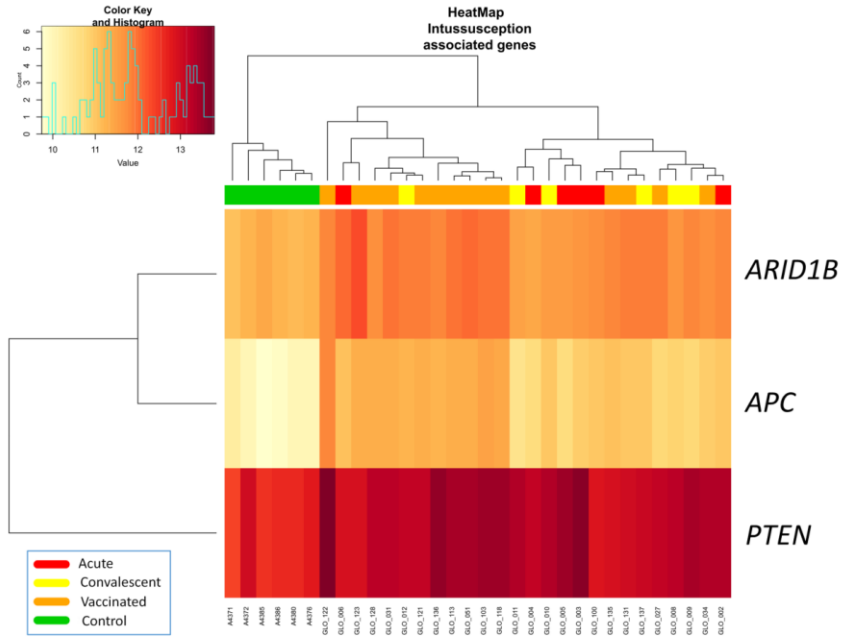 Color Key
and Histogram
Count
0 1 2 3 4 5 6
10 11 12 13
Value
HeatMap
Intussusception
associated genes
ARID1B
APC
PTEN
Acute
Convalescent
Vaccinated
Control
A4371
A4372
A4385
A4386
A4380
A4376
GLO_122
GLO_006
GLO_123
GLO_128
GLO_031
GLO_012
GLO_121
GLO_136
GLO_113
GLO_051
GLO_103
GLO_118
GLO_011
GLO_004
GLO_010
GLO_005
GLO_003
GLO_100
GLO_135
GLO_131
GLO_137
GLO_027
GLO_008
GLO_009
GLO_034
GLO_002